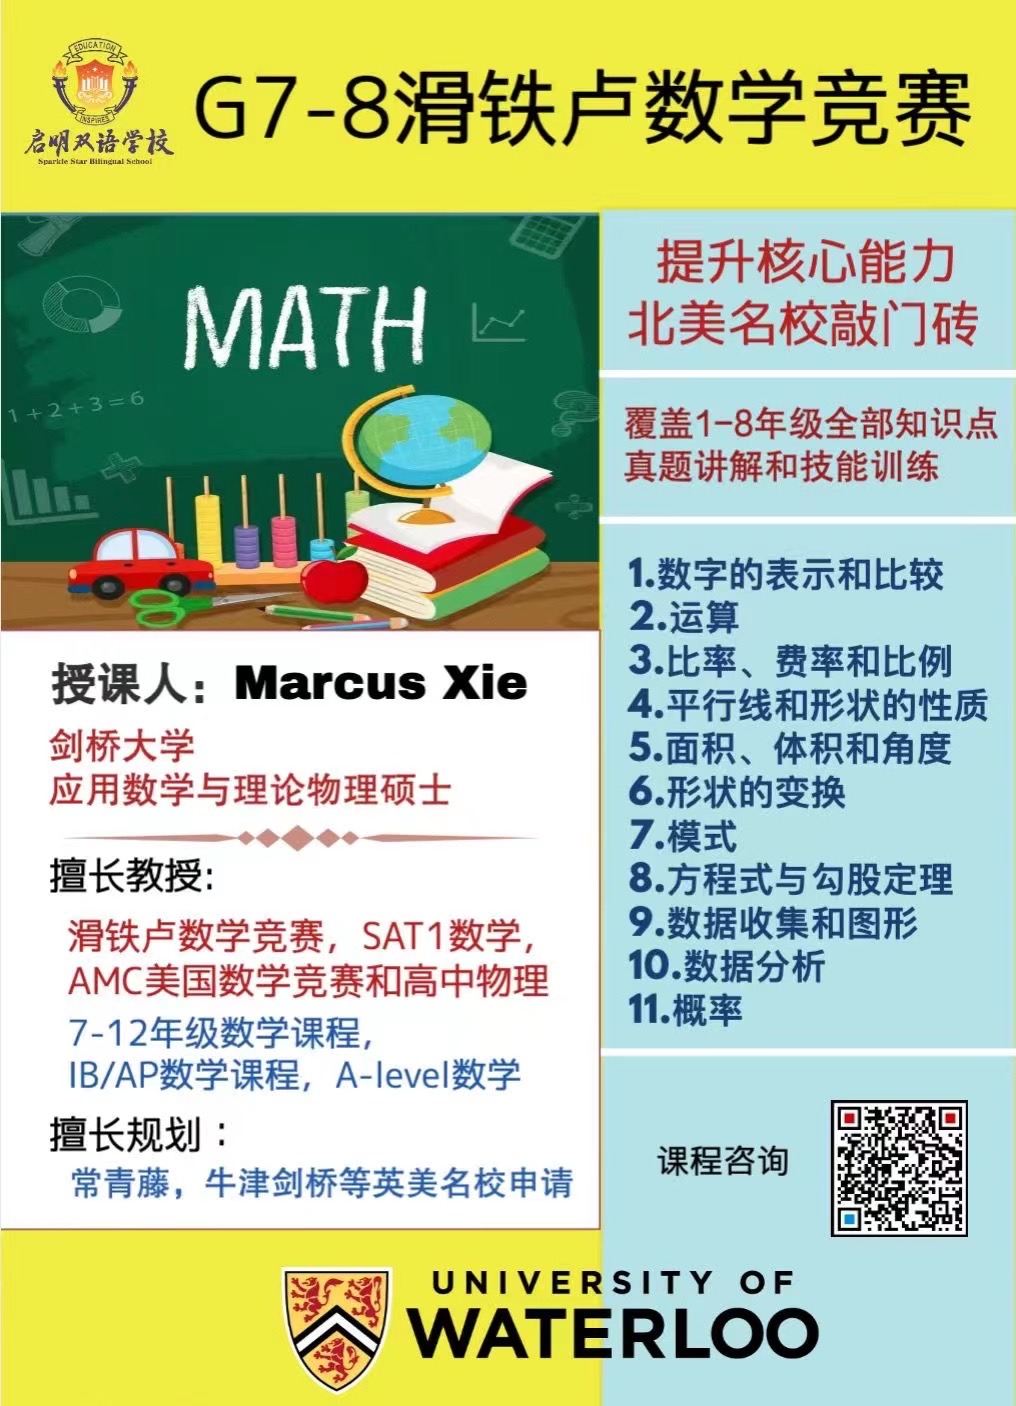 EDUCATION
INSPIRES
启明双语学校
Sparkle Star Bilingual School
G7-8滑铁卢数学竞赛
MATH
1+2+3=6
提升核心能力
北美名校敲门砖
覆盖1-8年级全部知识点
真题讲解和技能训练
1.数字的表示和比较
2.运算
3.比率、费率和比例
4.平行线和形状的性质
5.面积、体积和角度
6.形状的变换
7.模式
8.方程式与勾股定理
9.数据收集和图形
10.数据分析
11.概率
授课人：Marcus Xie
剑桥大学
应用数学与理论物理硕士
擅长教授:
滑铁卢数学竞赛，SAT1数学，
AMC美国数学竞赛和高中物理
7-12年级数学课程，
IB/AP数学课程，A-level数学
擅长规划：
常青藤，牛津剑桥等英美名校申请
课程咨询
UNIVERSITY OF
WATERLOO